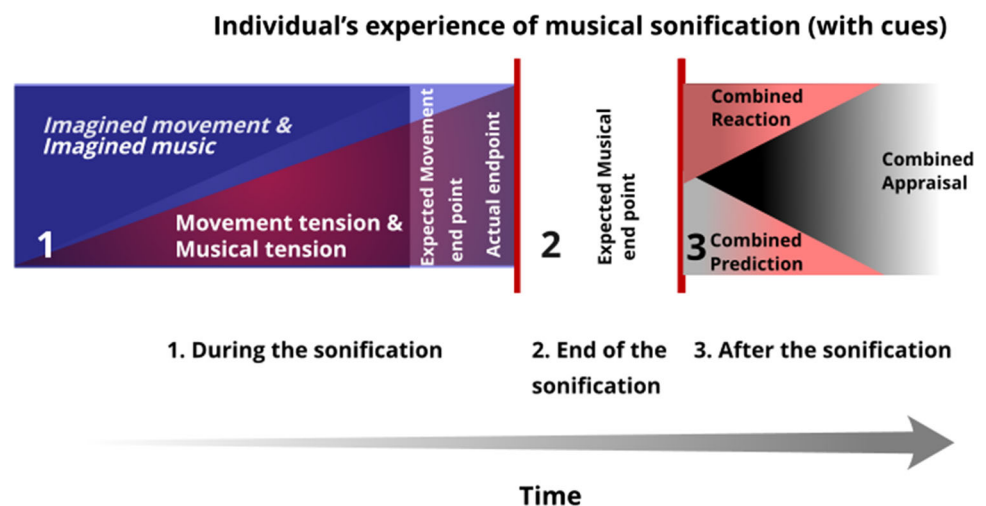 Individual's experience of musical sonification (with cues)
Imagined movement &
Imagined music
1
Movement tension &
Musical tension
Expected Movement
end point
Actual endpoint
2
Expected Musical
end point
Combined
Reaction
Combined
Appraisal
3
Combined
Prediction
1. During the sonification
2. End of the
sonification
3. After the sonification
Time